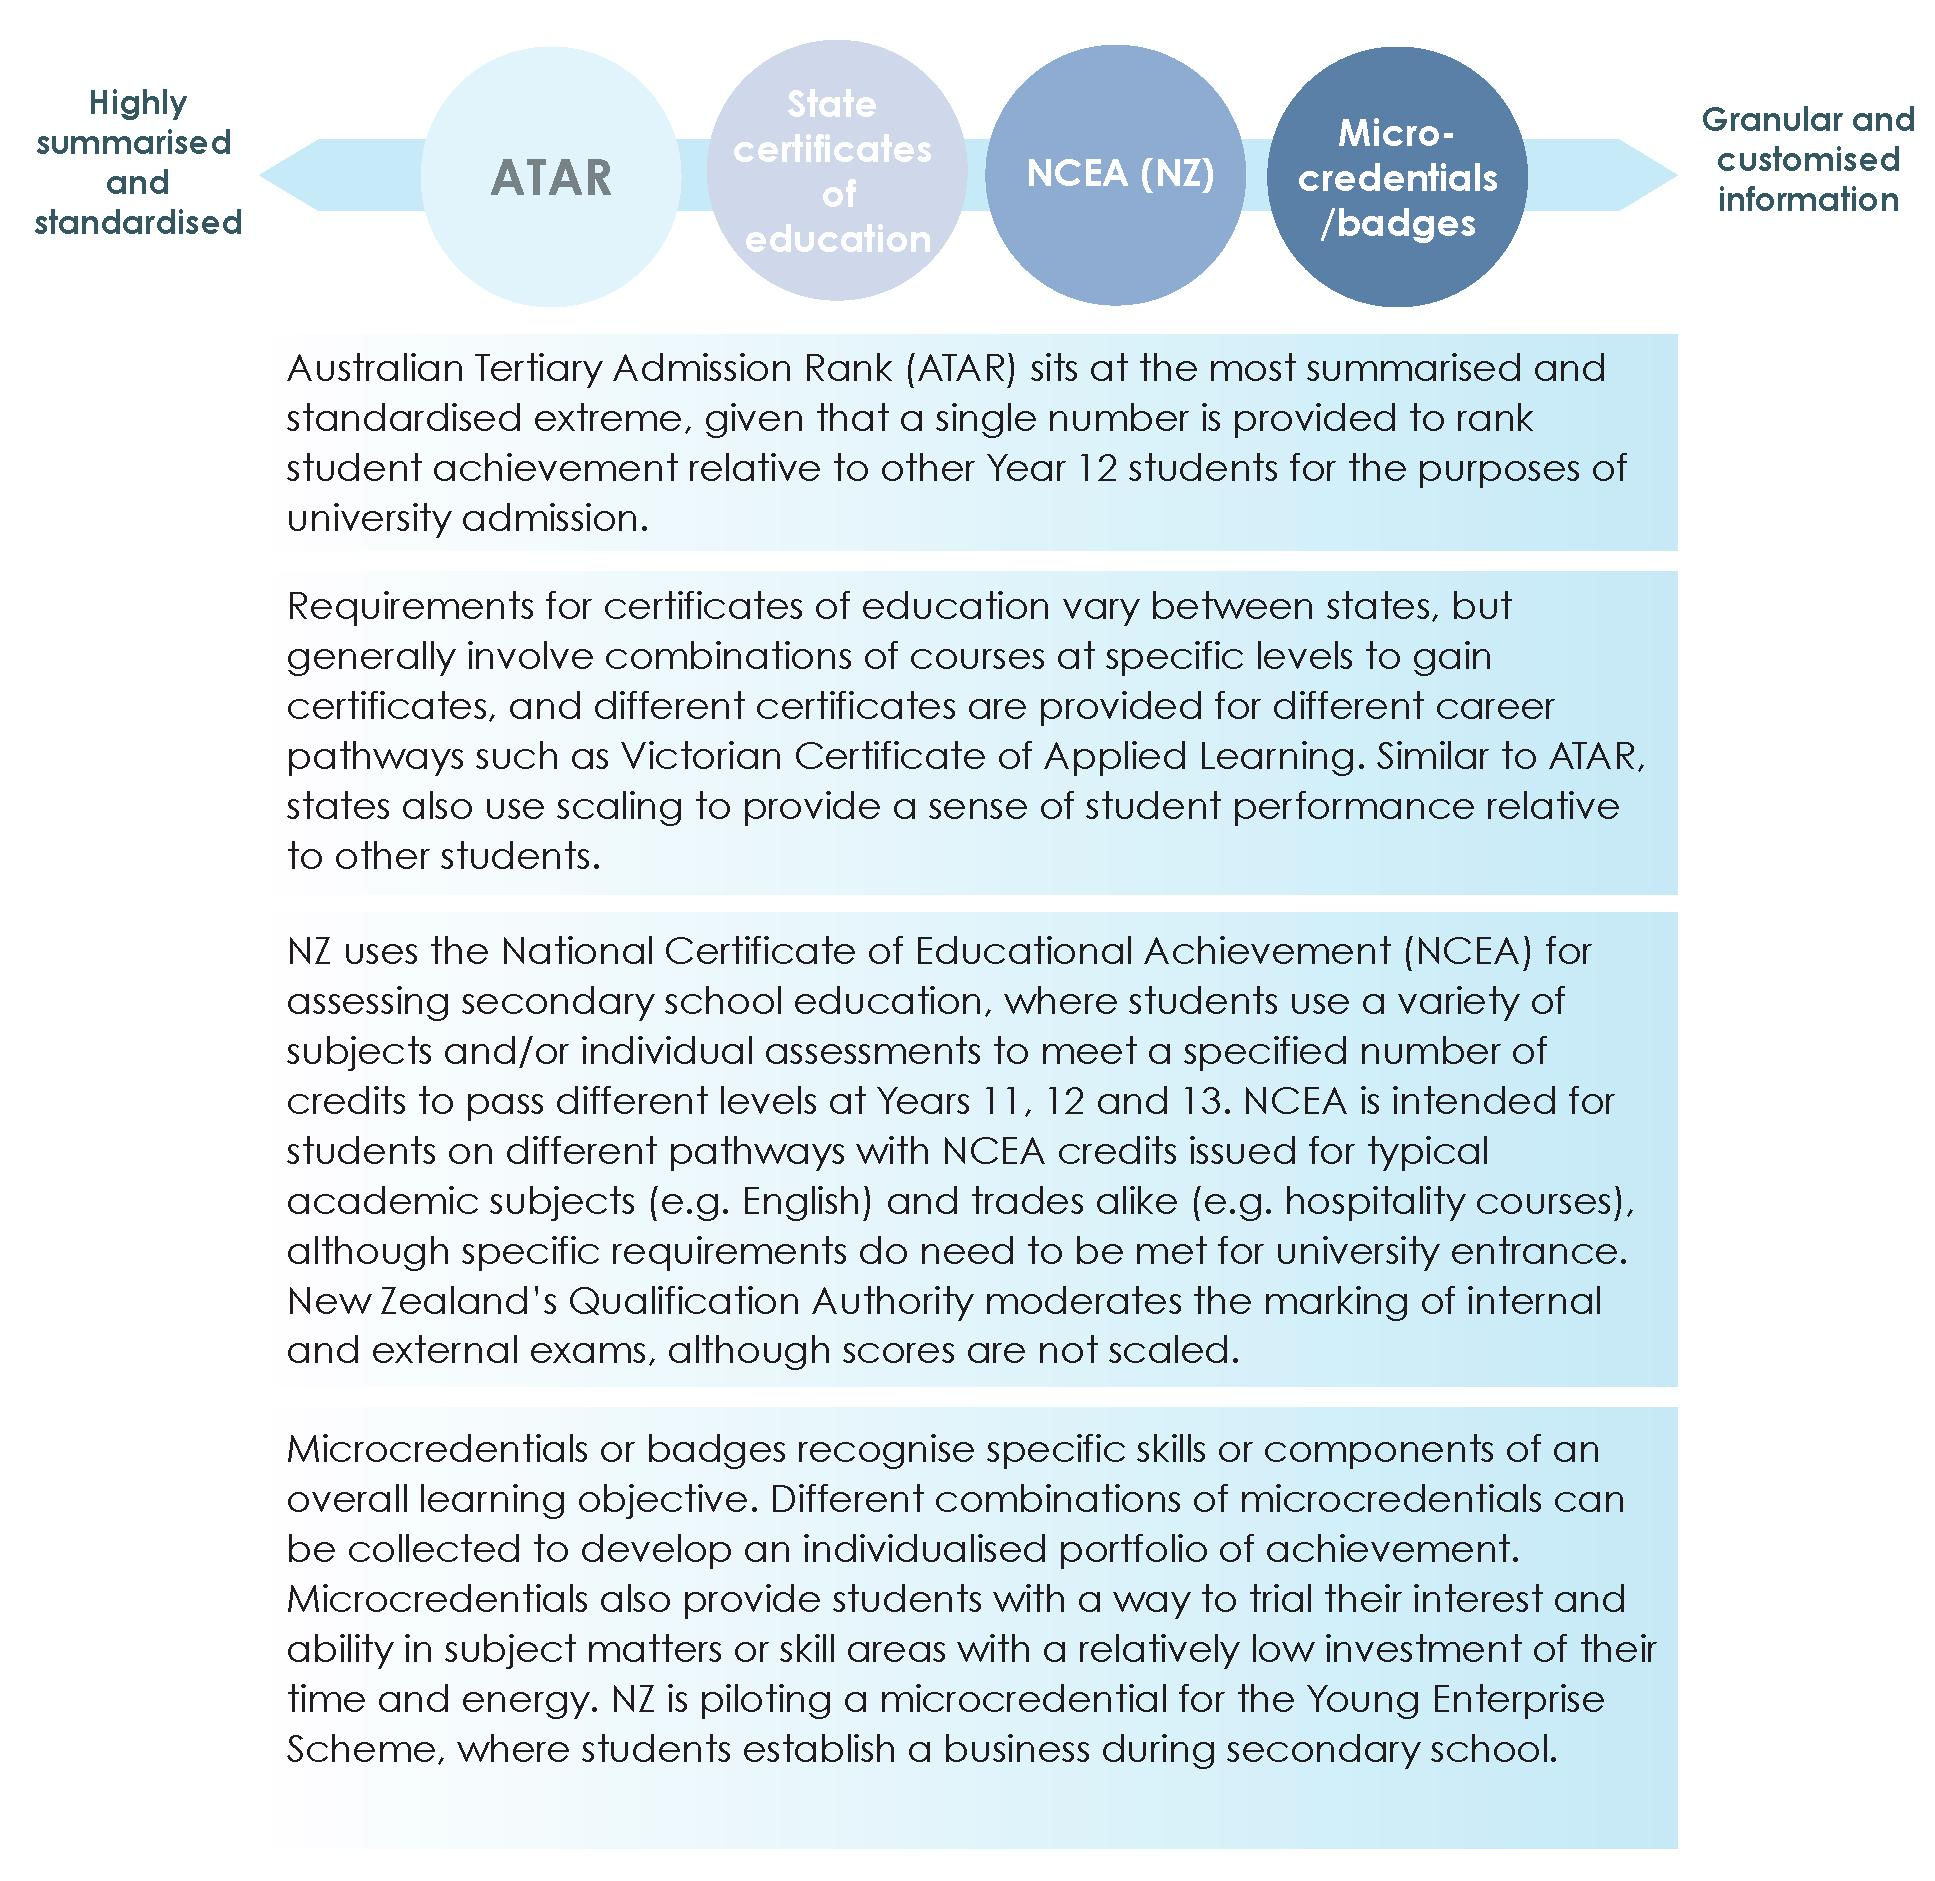 Highly
summarised
and
standardised
ATAR
State
certificates
of
education
NCEA (NZ)
Micro-
credentials
/badges
Granular and
customised
information
Australian Tertiary Admission Rank (ATAR) sits at the most summarised and
standardised extreme, given that a single number is provided to rank
student achievement relative to other Year 12 students for the purposes of
university admission.
Requirements for certificates of education vary between states, but
generally involve combinations of courses at specific levels to gain
certificates, and different certificates are provided for different career
pathways such as Victorian Certificate of Applied Learning. Similar to ATAR,
states also use scaling to provide a sense of student performance relative
to other students.
NZ uses the National Certificate of Educational Achievement (NCEA) for
assessing secondary school education, where students use a variety of
subjects and/or individual assessments to meet a specified number of
credits to pass different levels at Years 11, 12 and 13. NCEA is intended for
students on different pathways with NCEA credits issued for typical
academic subjects (e.g. English) and trades alike (e.g. hospitality courses),
although specific requirements do need to be met for university entrance.
New Zealand's Qualification Authority moderates the marking of internal
and external exams, although scores are not scaled.
Microcredentials or badges recognise specific skills or components of an
overall learning objective. Different combinations of microcredentials can
be collected to develop an individualised portfolio of achievement.
Microcredentials also provide students with a way to trial their interest and
ability in subject matters or skill areas with a relatively low investment of their
time and energy. NZ is piloting a microcredential for the Young Enterprise
Scheme, where students establish a business during secondary school.